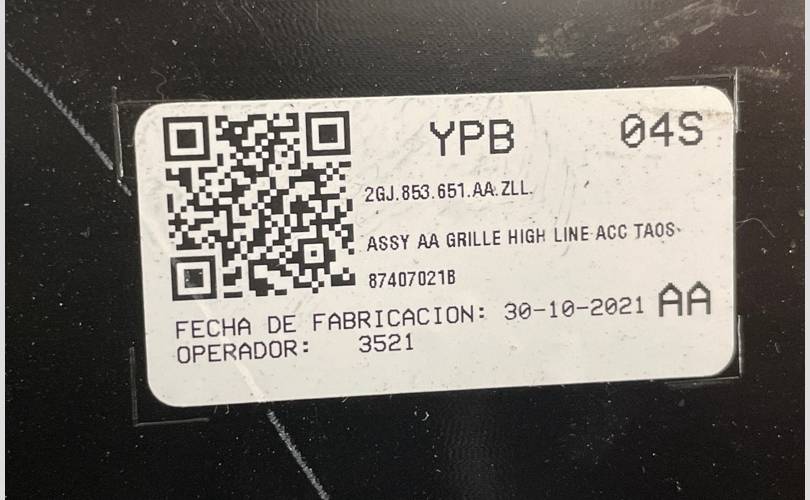 YPB 04S
2GJ.853.651.AA.ZLL.
ASSY AA GRILLE HIGH LINE ACC TAOS
87407021B
FECHA DE FABRICACION: 30-10-2021 AA
OPERADOR: 3521